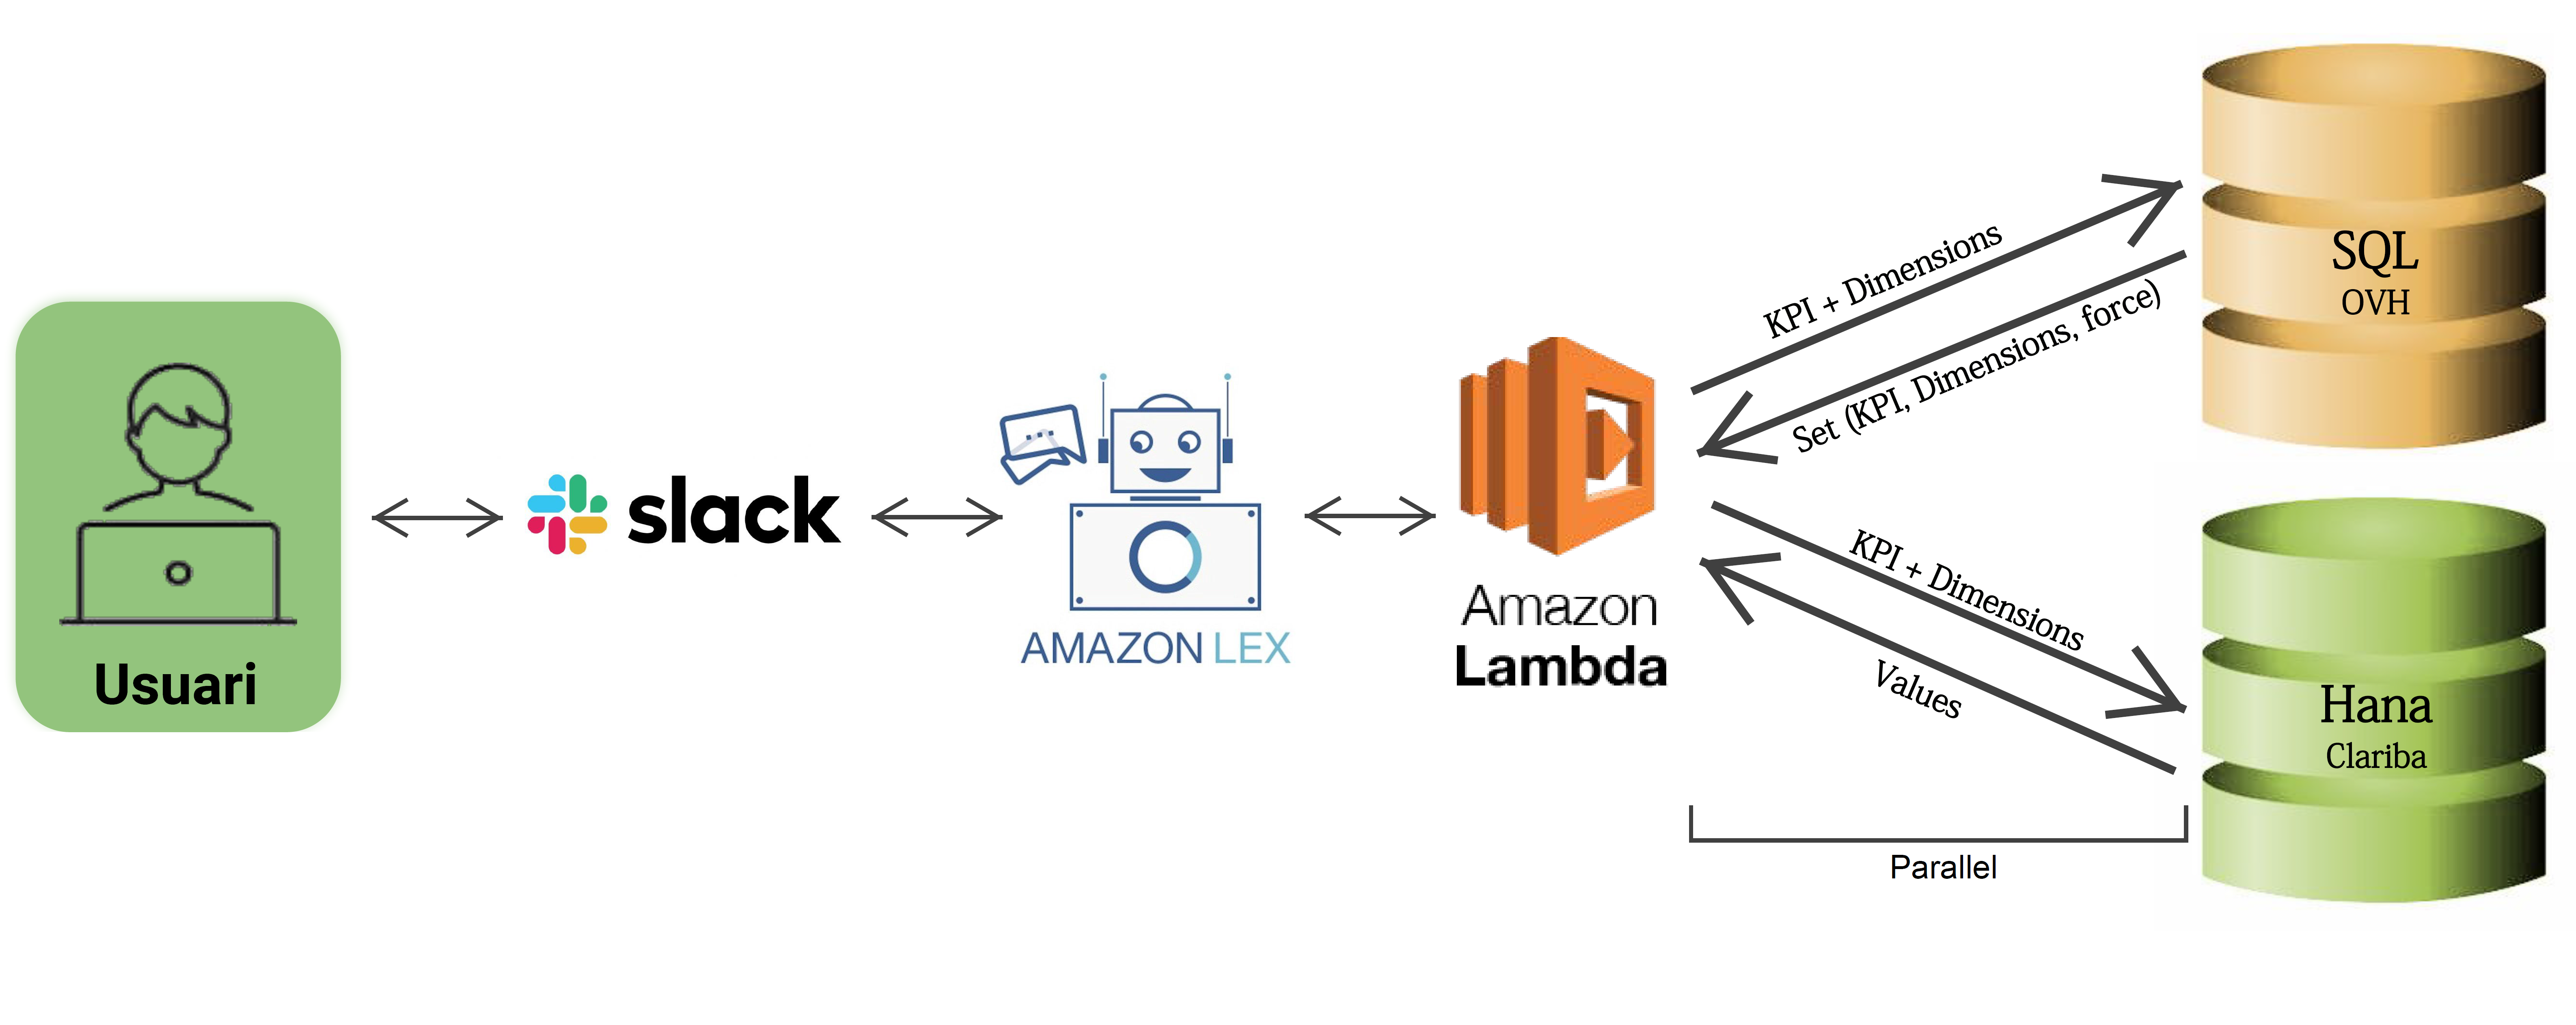 Usuari
slack
AMAZON LEX
Amazon
Lambda
KPI + Dimensions
Set (KPI, Dimensions, force)
KPI + Dimensions
Values
Parallel
SQL
OVH
Hana
Clariba